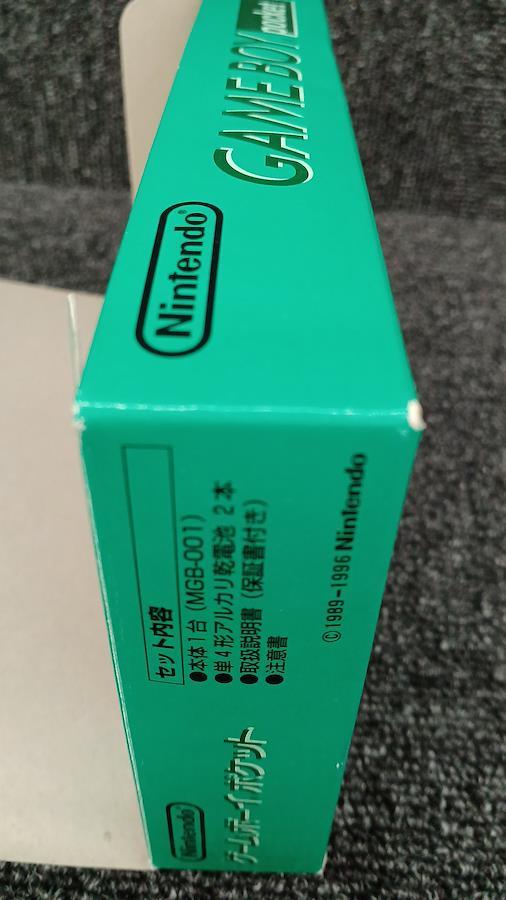 Nintendo®
GAME BOY pocket
セット内容
●本体1台(MGB-001)
●単4形アルカリ乾電池 2本
●取扱説明書(保証書付き)
●注意書
©1989-1996 Nintendo
Nintendo®
ゲームボーイポケット